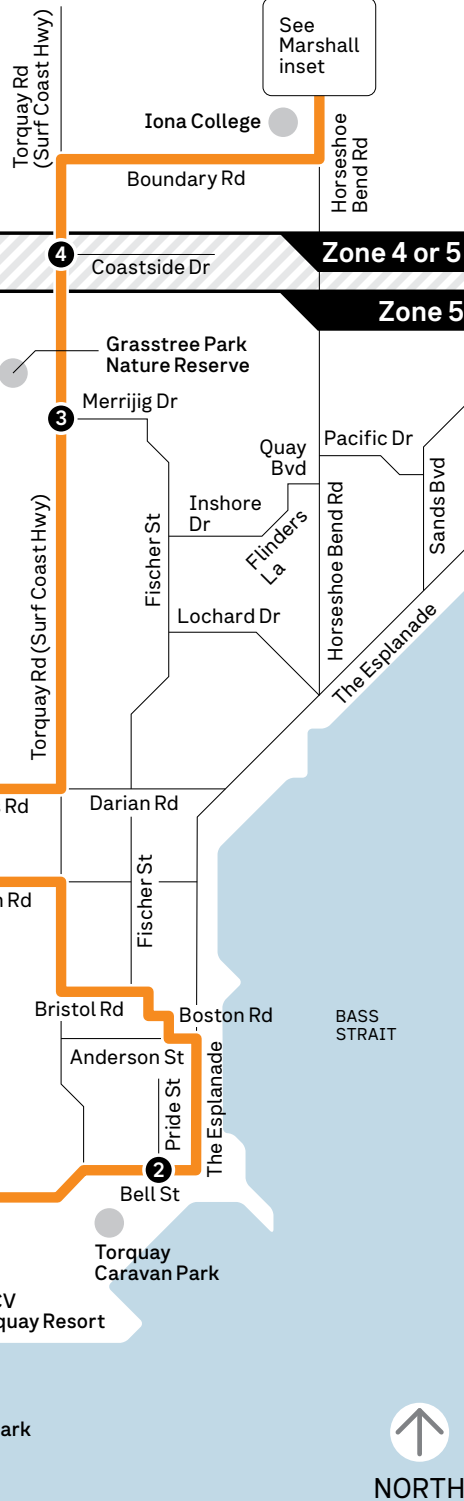 See
Marshall
inset
Torquay Rd
(Surf Coast Hwy)
Iona College
Horseshoe
Bend Rd
Boundary Rd
Zone 4 or 5
4
Coastside Dr
Zone 5
Grasstree Park
Nature Reserve
3
Merrijig Dr
Pacific Dr
Quay
Bvd
Sands Bvd
Inshore
Dr
Flinders
La
Horseshoe Bend Rd
Fischer St
Torquay Rd (Surf Coast Hwy)
Lochard Dr
The Esplanade
Rd
Darian Rd
Fischer St
n Rd
Bristol Rd
Boston Rd
BASS
STRAIT
Anderson St
Pride St
The Esplanade
2
Bell St
Torquay
Caravan Park
CV
quay Resort
ark
NORTH